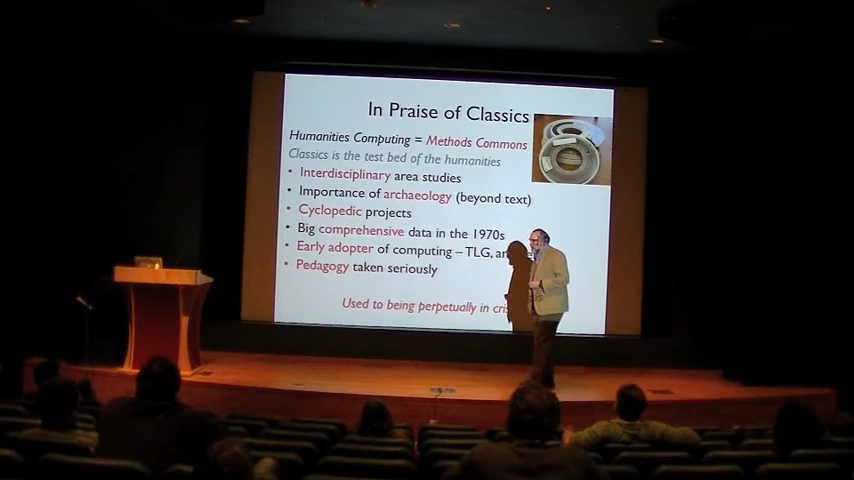 In Praise of Classics
Humanities Computing = Methods Commons
Classics is the test bed of the humanities
• Interdisciplinary area studies
• Importance of archaeology (beyond text)
• Cyclopedic projects
• Big comprehensive data in the 1970s
• Early adopter of computing – TLG,
• Pedagogy taken seriously
Used to being perpetually in